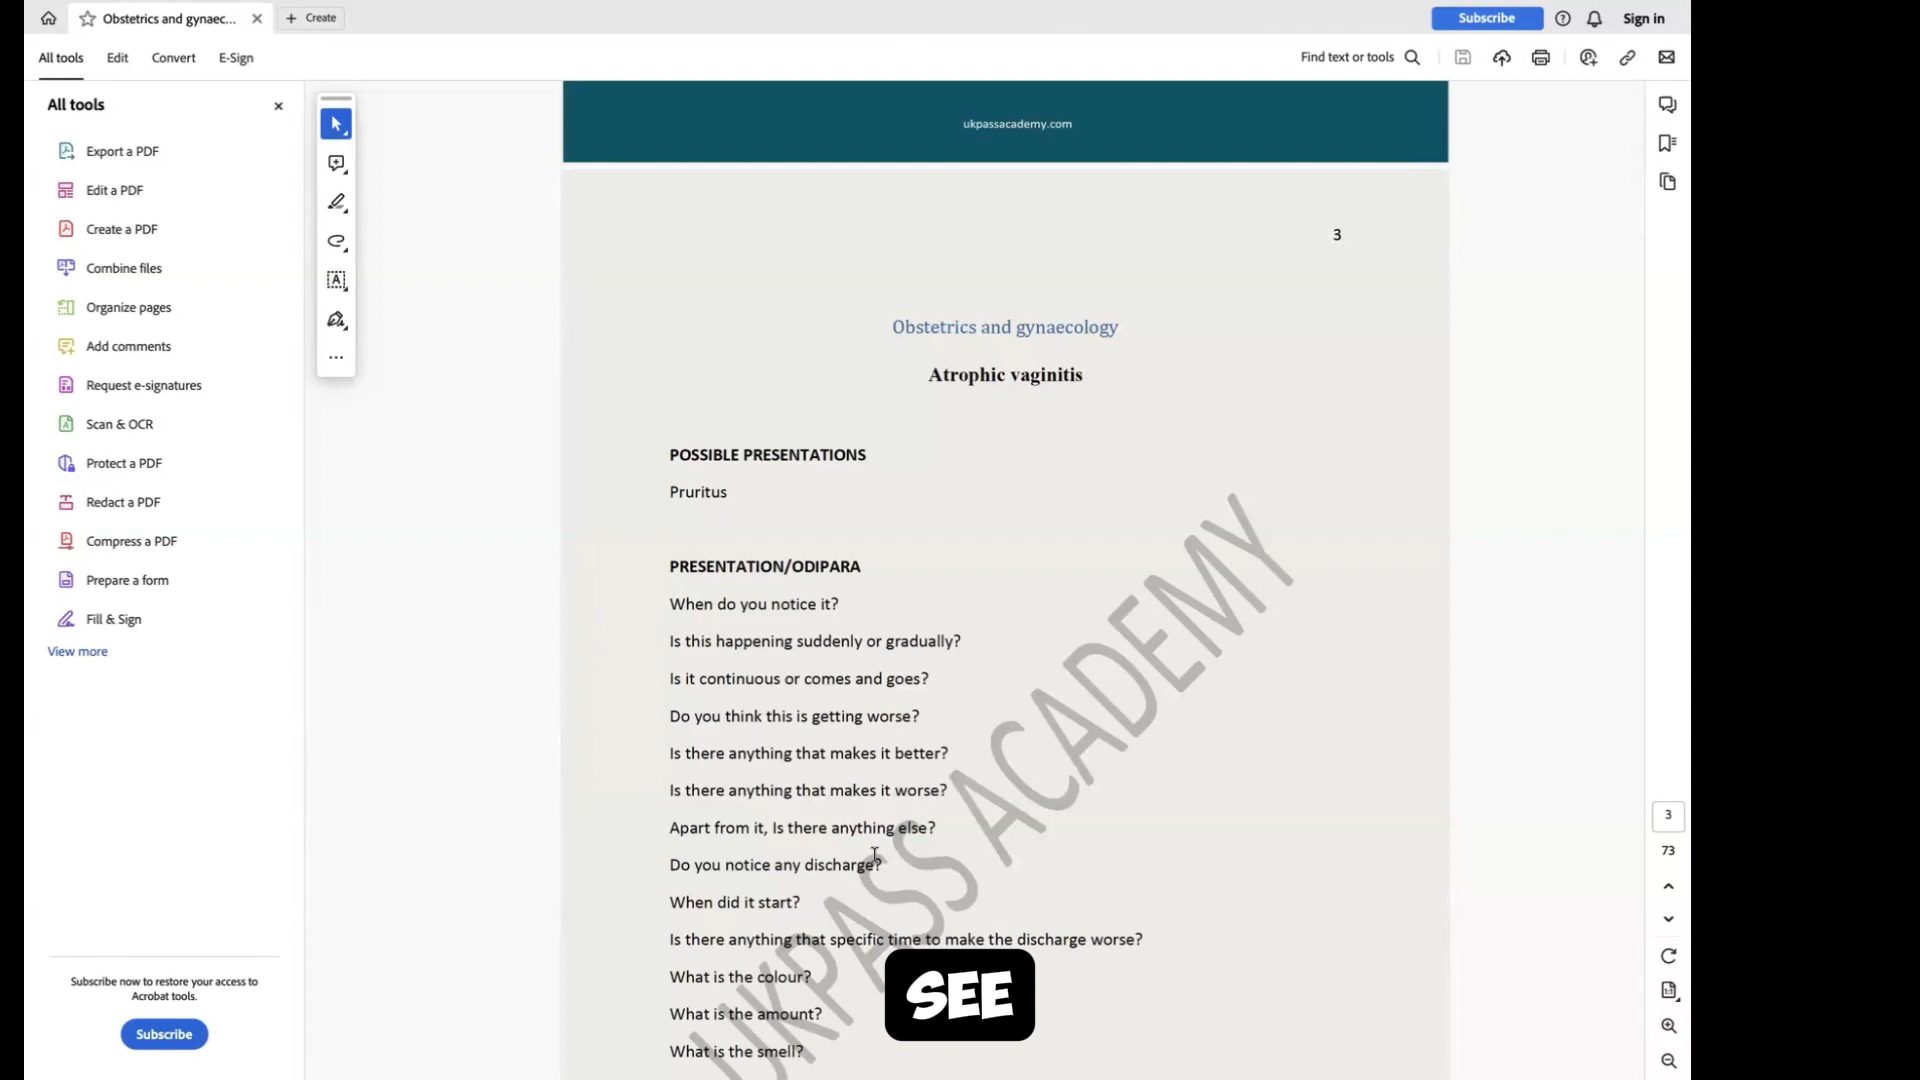 Obstetrics and gynaec...
Create
Subscribe
Sign in
All tools
Edit
Convert
E-Sign
Find text or tools
All tools
Export a PDF
Edit a PDF
Create a PDF
Combine files
Organize pages
Add comments
Request e-signatures
Scan & OCR
Protect a PDF
Redact a PDF
Compress a PDF
Prepare a form
Fill & Sign
View more
Subscribe now to restore your access to
Acrobat tools.
Subscribe
ukpassacademy.com
3
Obstetrics and gynaecology
Atrophic vaginitis
POSSIBLE PRESENTATIONS
Pruritus
PRESENTATION/ODIPARA
When do you notice it?
Is this happening suddenly or gradually?
Is it continuous or comes and goes?
Do you think this is getting worse?
Is there anything that makes it better?
Is there anything that makes it worse?
Apart from it, Is there anything else?
Do you notice any discharge?
When did it start?
Is there anything that specific time to make the discharge worse?
What is the colour?
What is the amount?
What is the smell?
UKPASS ACADEMY
SEE
3
73